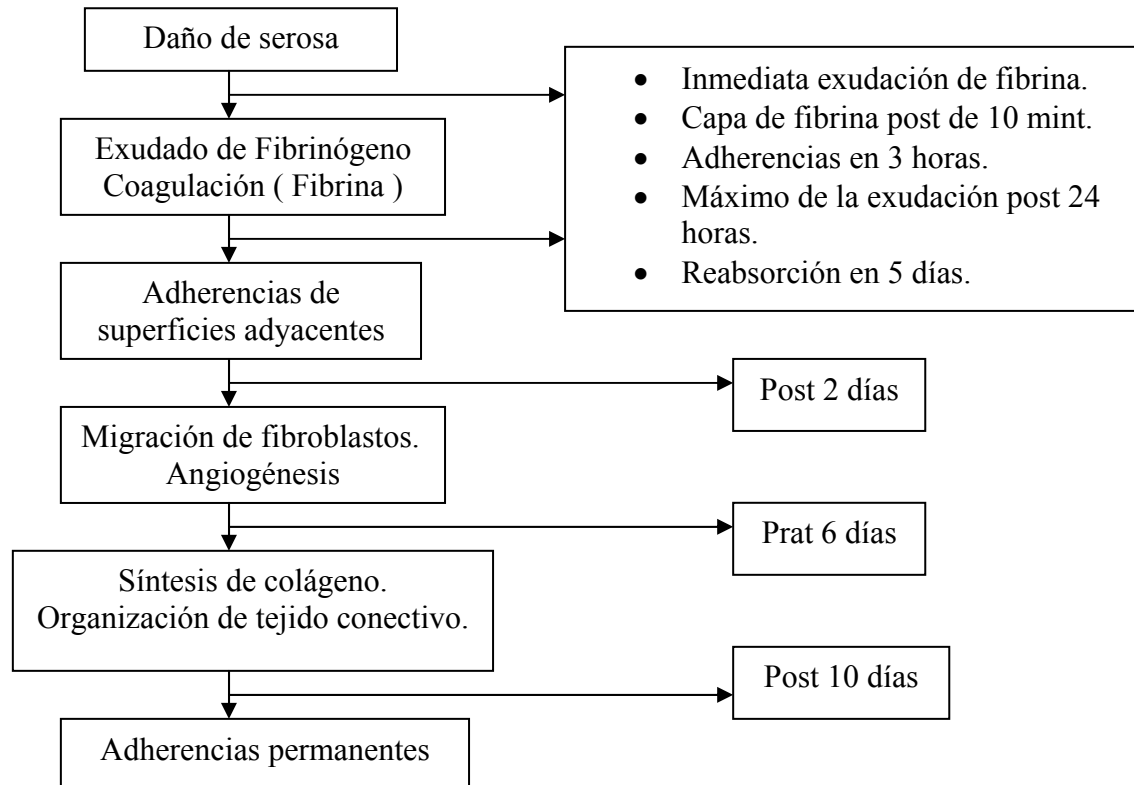 Daño de serosa
Exudado de Fibrinógeno
Coagulación ( Fibrina )
• Inmediata exudación de fibrina.
• Capa de fibrina post de 10 mint.
• Adherencias en 3 horas.
• Máximo de la exudación post 24
horas.
• Reabsorción en 5 días.
Adherencias de
superficies adyacentes
Post 2 días
Migración de fibroblastos.
Angiogénesis
Prat 6 días
Síntesis de colágeno.
Organización de tejido conectivo.
Post 10 días
Adherencias permanentes